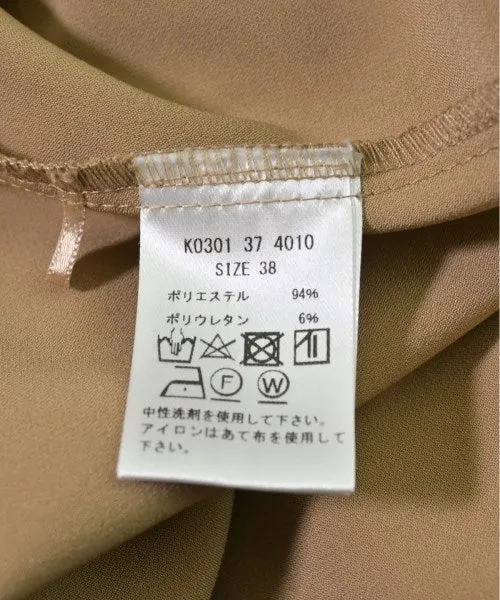 K0301 37 4010
SIZE 38
ポリエステル 94%
ポリウレタン 6%
F W
中性洗剤を使用して下さい。
アイロンはあて布を使用して
下さい。